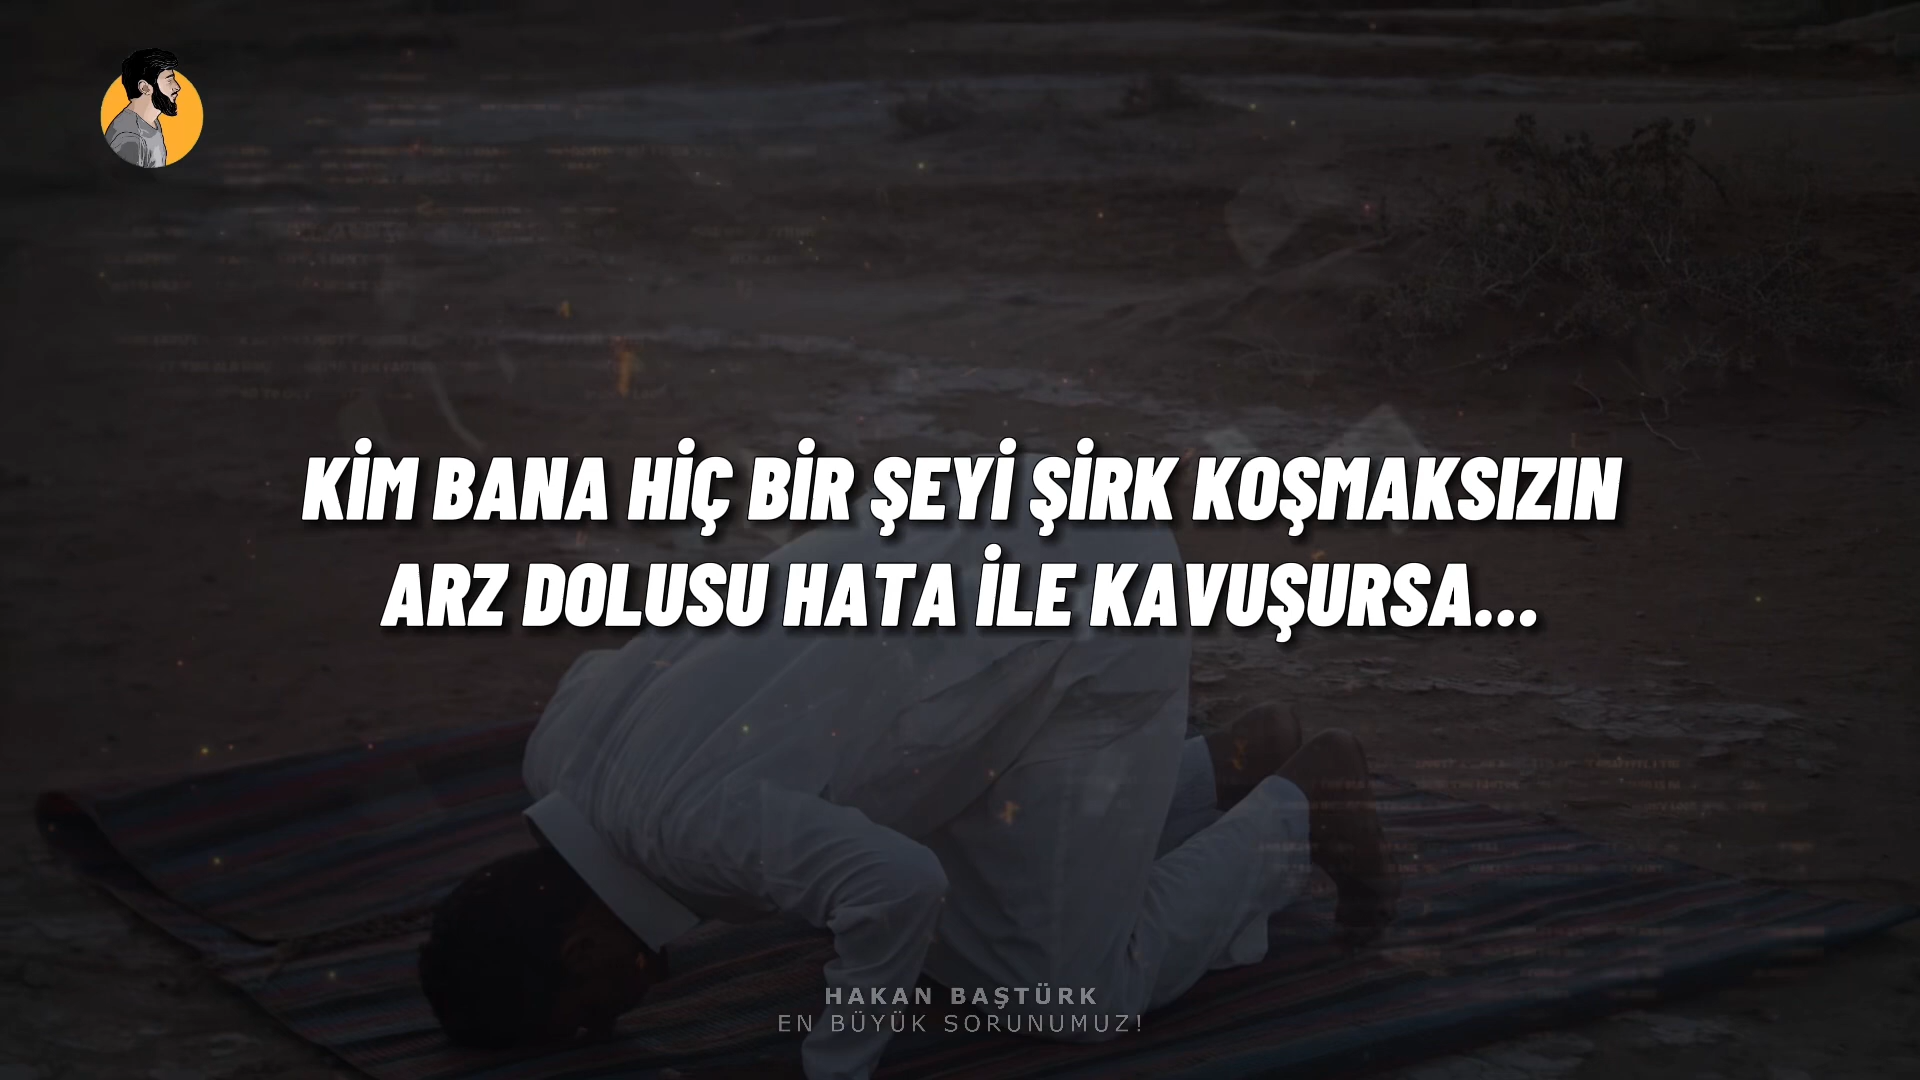 KİM BANA HİÇ BİR ŞEYİ ŞİRK KOŞMAKSIZIN
ARZ DOLUSU HATA İLE KAVUŞURSA...
HAKAN BAŞTÜRK
EN BÜYÜK SORUNUMUZ!